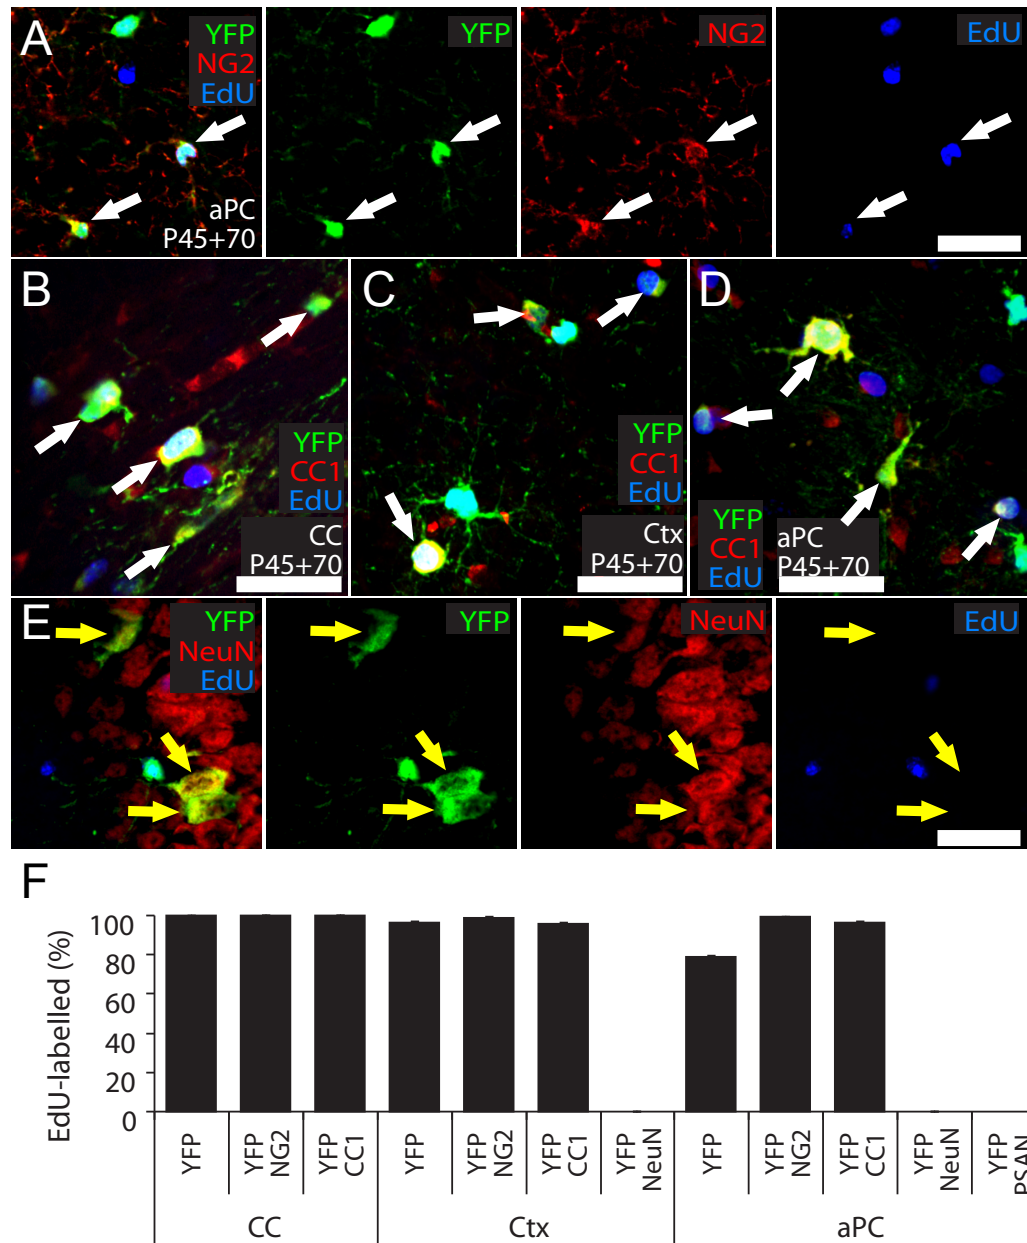 A
YFP
NG2
EdU
aPC
P45+70
YFP
NG2
EdU
B
YFP
CC1
EdU
CC
P45+70
C
YFP
CC1
EdU
Ctx
P45+70
D
YFP
CC1
EdU
aPC
P45+70
E
YFP
NeuN
EdU
YFP
NeuN
EdU
F
EdU-labelled (%)
100
80
60
40
20
0
YFP
YFP NG2
YFP CC1
YFP
YFP NG2
YFP CC1
YFP NeuN
YFP
YFP NG2
YFP CC1
YFP NeuN
YFP PSAN
CC
Ctx
aPC